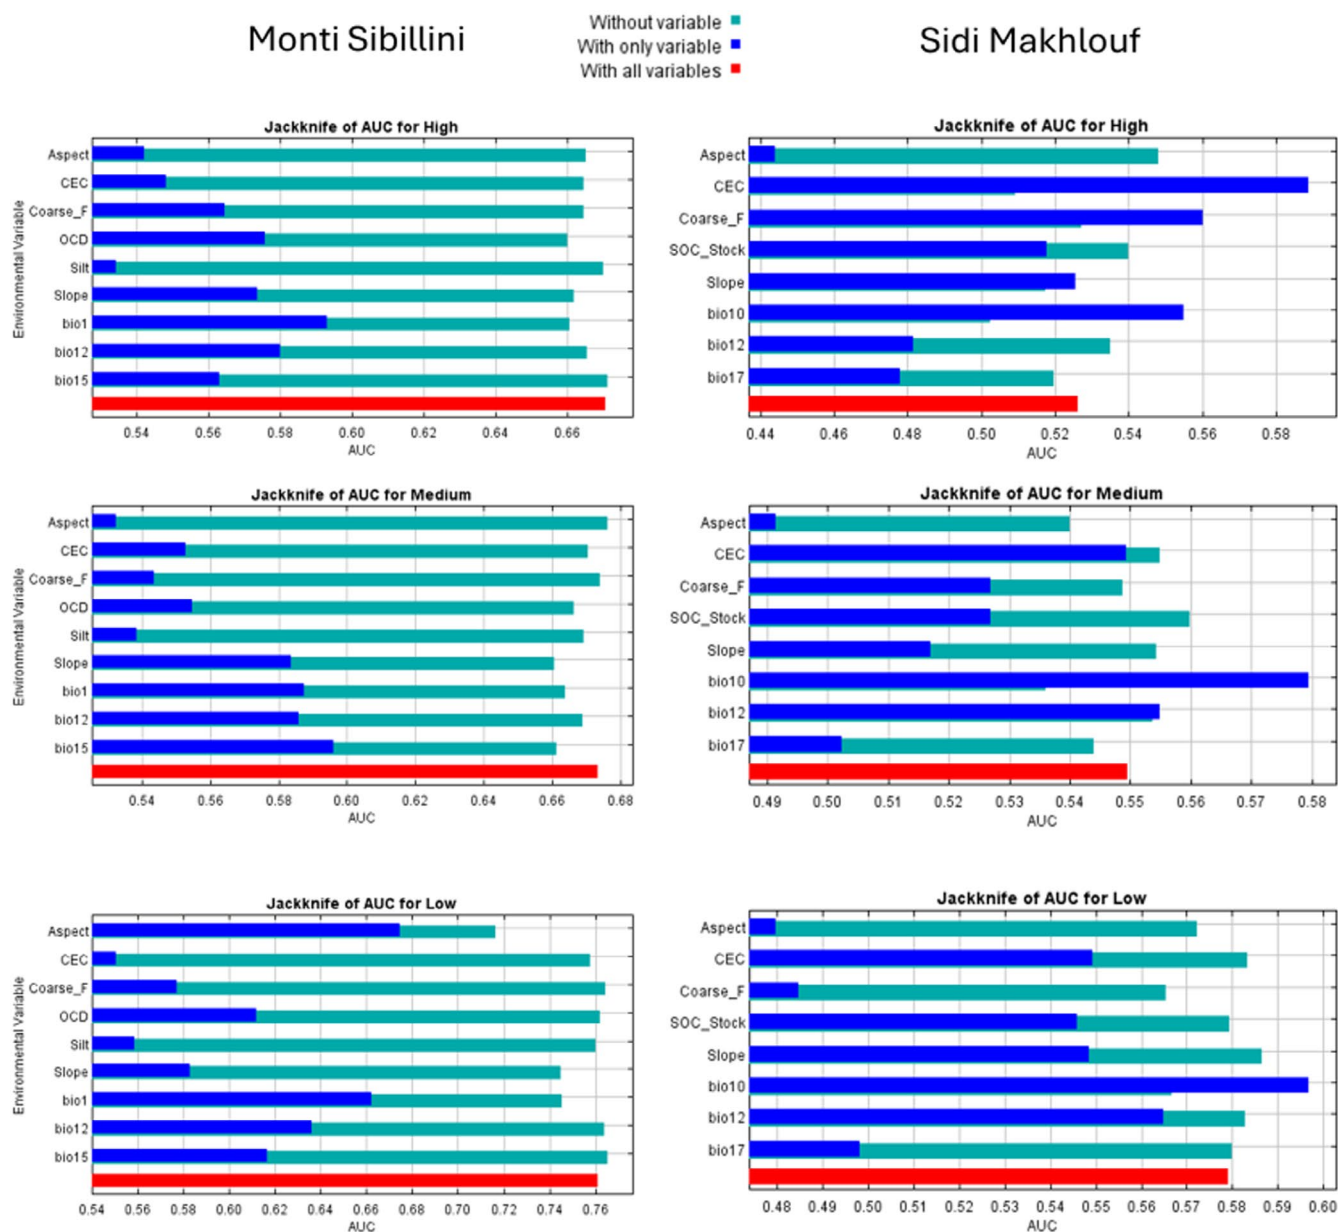 Monti Sibillini
Without variable
With only variable
With all variables
Sidi Makhlouf
Jackknife of AUC for High
Environmental Variable
Aspect
CEC
Coarse_F
OCD
Silt
Slope
bio1
bio12
bio15
0.54 0.56 0.58 0.60 0.62 0.64 0.66
AUC
Jackknife of AUC for High
Aspect
CEC
Coarse_F
SOC_Stock
Slope
bio10
bio12
bio17
0.44 0.46 0.48 0.50 0.52 0.54 0.56 0.58
AUC
Jackknife of AUC for Medium
Environmental Variable
Aspect
CEC
Coarse_F
OCD
Silt
Slope
bio1
bio12
bio15
0.54 0.56 0.58 0.60 0.62 0.64 0.66 0.68
AUC
Jackknife of AUC for Medium
Aspect
CEC
Coarse_F
SOC_Stock
Slope
bio10
bio12
bio17
0.49 0.50 0.51 0.52 0.53 0.54 0.55 0.56 0.57 0.58
AUC
Jackknife of AUC for Low
Environmental Variable
Aspect
CEC
Coarse_F
OCD
Silt
Slope
bio1
bio12
bio15
0.54 0.56 0.58 0.60 0.62 0.64 0.66 0.68 0.70 0.72 0.74 0.76
AUC
Jackknife of AUC for Low
Aspect
CEC
Coarse_F
SOC_Stock
Slope
bio10
bio12
bio17
0.48 0.49 0.50 0.51 0.52 0.53 0.54 0.55 0.56 0.57 0.58 0.59 0.60
AUC